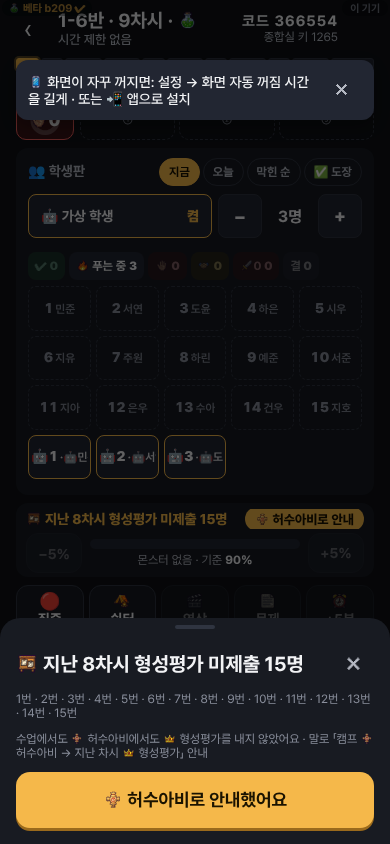 베타 b209 ✓
이 기기
‹ 1-6반 · 9차시 · 코드 366554
시간 제한 없음 종합실 키 1265
화면이 자꾸 꺼지면: 설정 → 화면 자동 꺼짐 시간
을 길게 · 또는 📲 앱으로 설치 ✕
0
👥 학생판 지금 오늘 막힌 순 ✅ 도장
🤖 가상 학생 켬 − 3명 +
✓ 0 🔥 푸는 중 3 0 0 0 0 결 0
1 민준 2 서연 3 도윤 4 하은 5 시우
6 지유 7 주원 8 하린 9 예준 10 서준
11 지아 12 은우 13 수아 14 건우 15 지호
🤖1 · 🤖민 🤖2 · 🤖서 🤖3 · 🤖도
지난 8차시 형성평가 미제출 15명 허수아비로 안내
−5% 몬스터 없음 · 기준 90% +5%
지난 8차시 형성평가 미제출 15명 ✕
1번 · 2번 · 3번 · 4번 · 5번 · 6번 · 7번 · 8번 · 9번 · 10번 · 11번 · 12번 · 13번
· 14번 · 15번
수업에서도 허수아비에서도 👑 형성평가를 내지 않았어요 · 말로 「캠프
허수아비 → 지난 차시 👑 형성평가」 안내
허수아비로 안내했어요